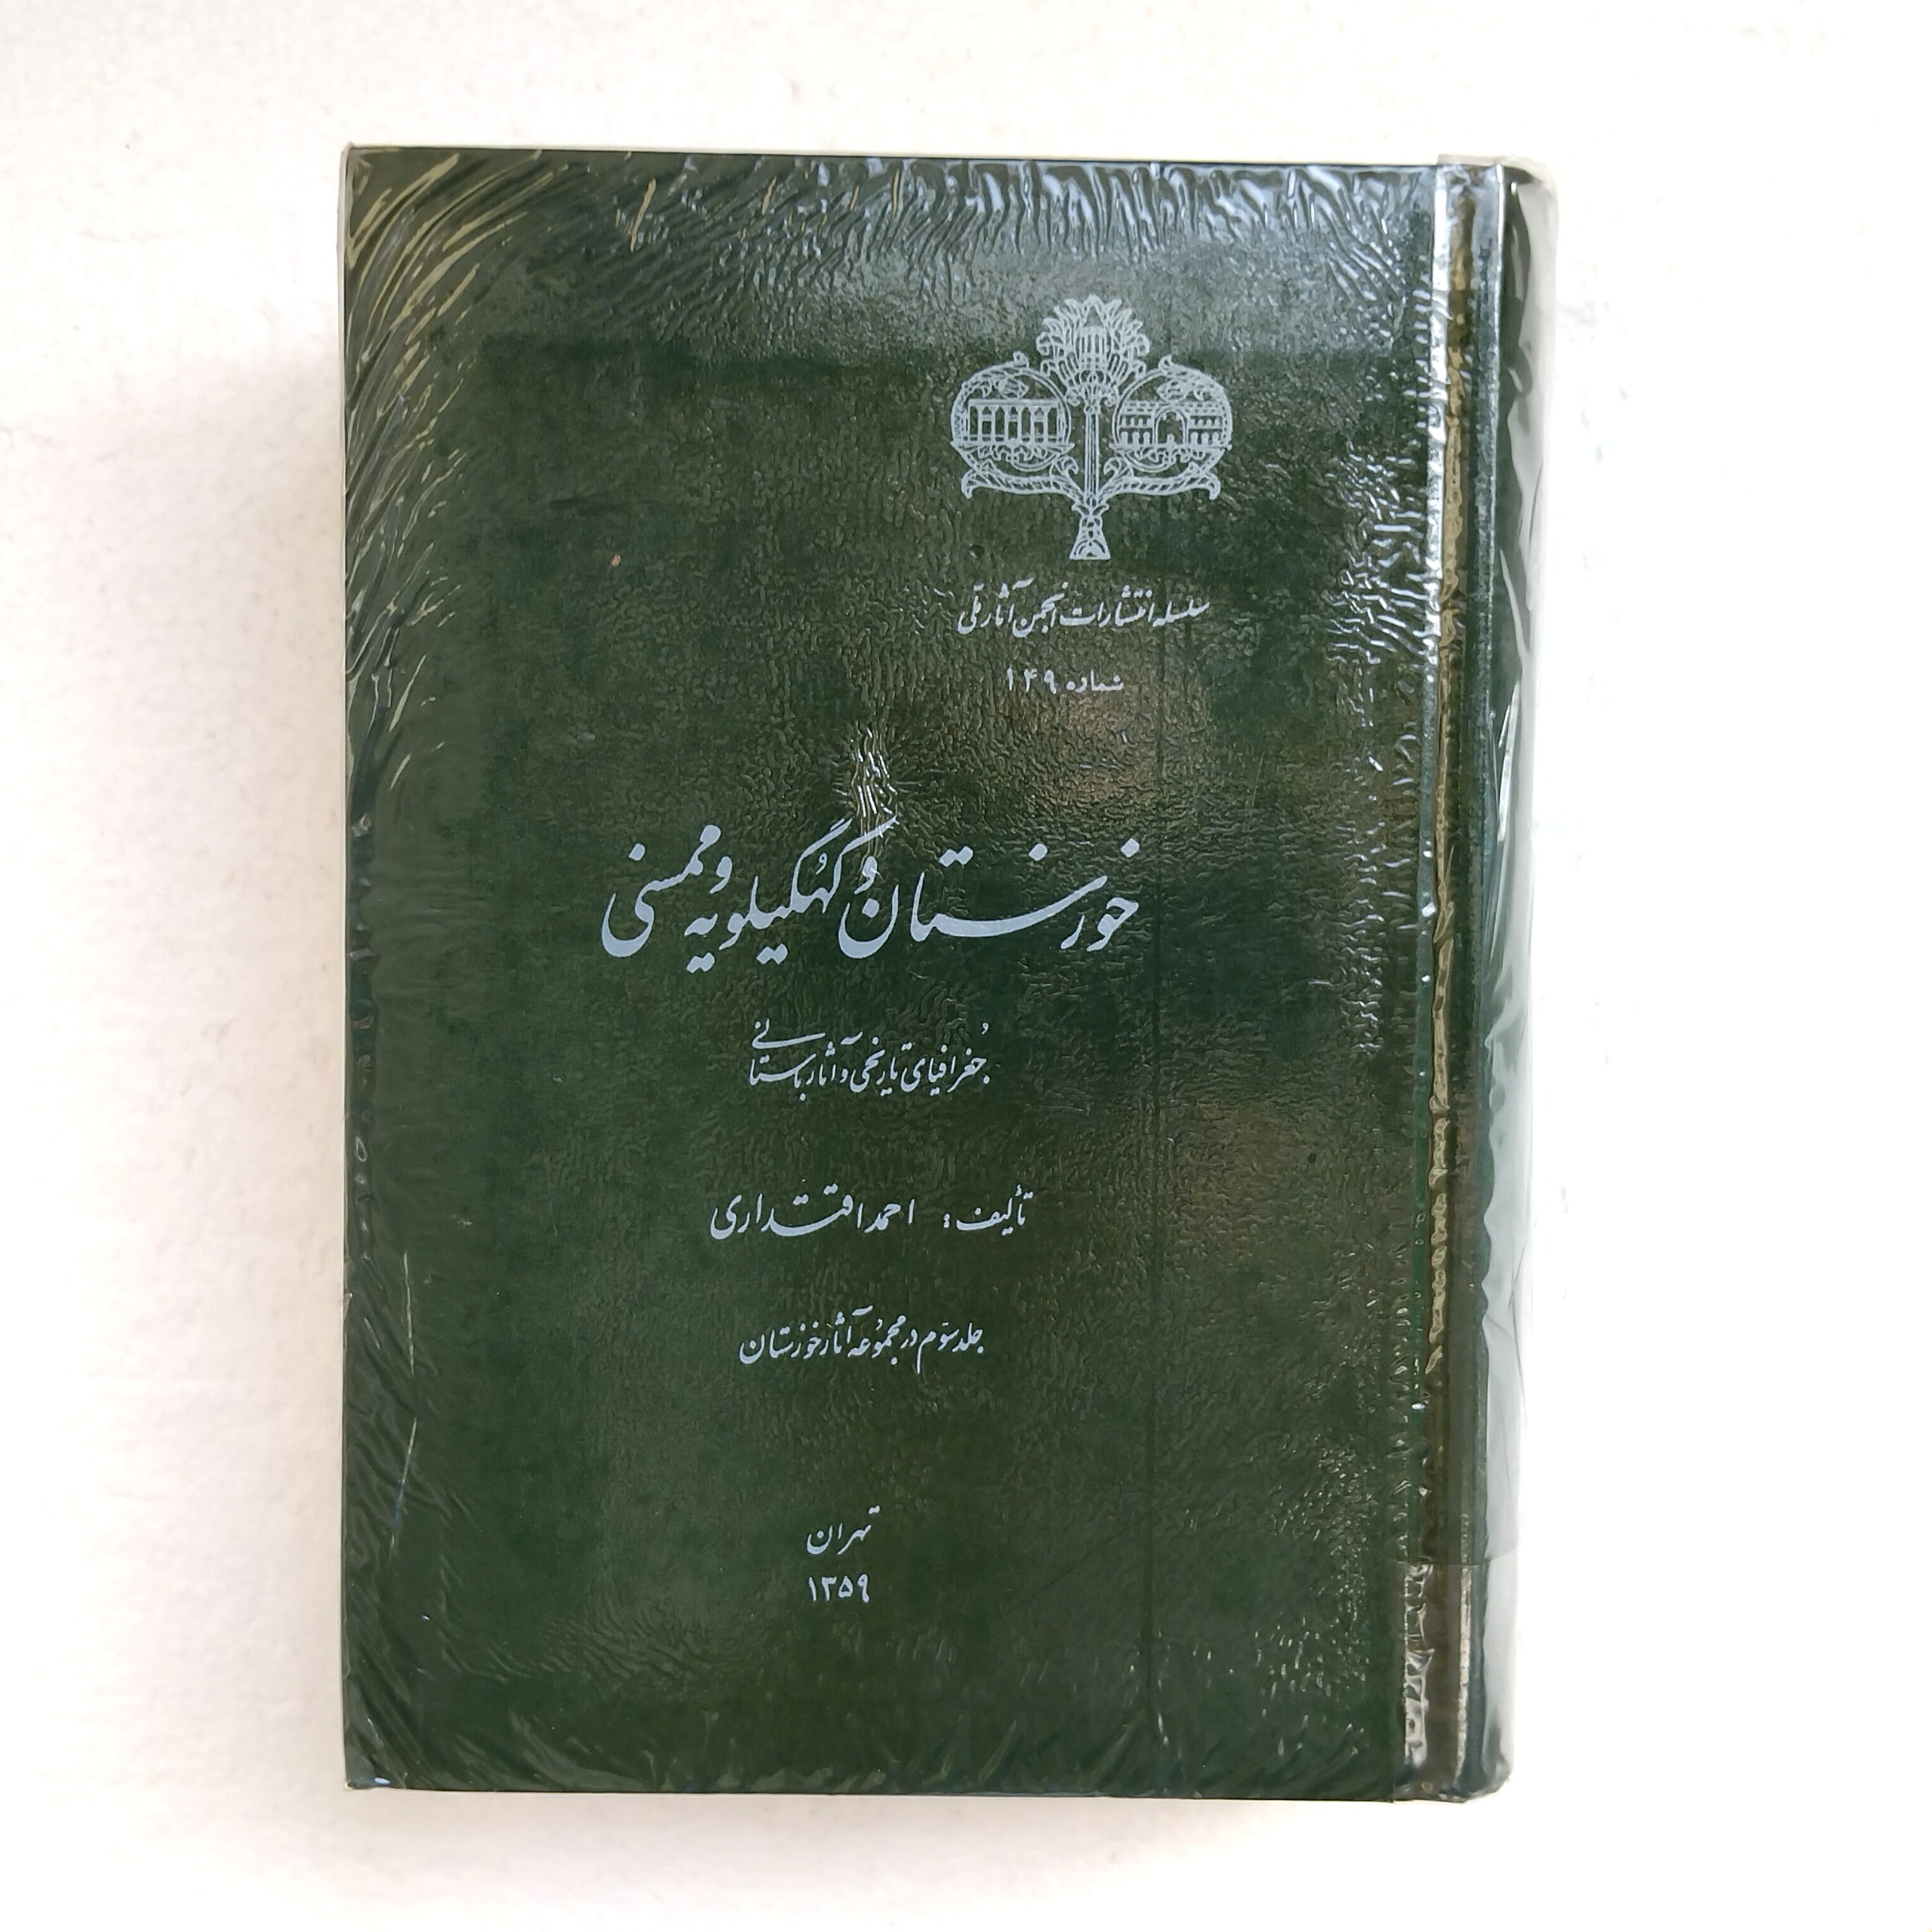 سلسله انتشارات انجمن آثار ملی
شماره ۱۴۹
خوزستان و کهگیلویه و ممسنی
جغرافیای تاریخی و آثار باستانی
تألیف: احمد اقتداری
جلد سوم در مجموعه آثار خوزستان
تهران
۱۳۵۹